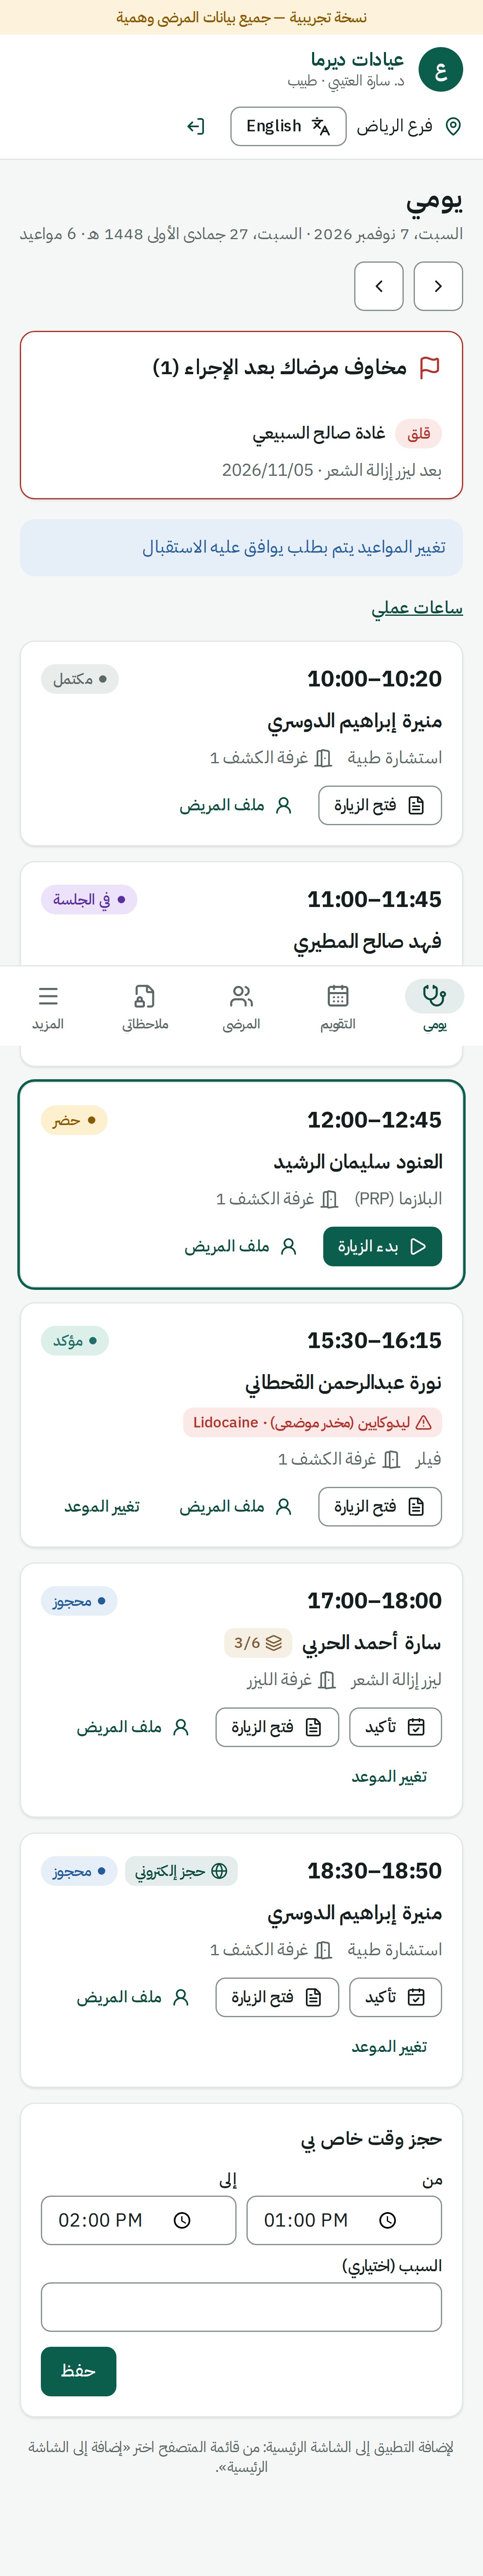 نسخة تجريبية — جميع بيانات المرضى وهمية
ع
عيادات ديرما
د. سارة العتيبي · طبيب
فرع الرياض
English
يومي
السبت، 7 نوفمبر 2026 · السبت، 27 جمادى الأولى 1448 هـ · 6 مواعيد
مخاوف مرضاك بعد الإجراء (1)
قلق غادة صالح السبيعي
بعد ليزر إزالة الشعر · 2026/11/05
تغيير المواعيد يتم بطلب يوافق عليه الاستقبال
ساعات عملي
10:00–10:20 مكتمل
منيرة إبراهيم الدوسري
استشارة طبية غرفة الكشف 1
فتح الزيارة ملف المريض
11:00–11:45 في الجلسة
فهد صالح المطيري
يومي التقويم المرضى ملاحظاتي المزيد
12:00–12:45 حضر
العنود سليمان الرشيد
البلازما (PRP) غرفة الكشف 1
بدء الزيارة ملف المريض
15:30–16:15 مؤكد
نورة عبدالرحمن القحطاني
ليدوكايين (مخدر موضعي) · Lidocaine
فيلر غرفة الكشف 1
فتح الزيارة ملف المريض تغيير الموعد
17:00–18:00 محجوز
سارة أحمد الحربي 3/6
ليزر إزالة الشعر غرفة الليزر
تأكيد فتح الزيارة ملف المريض
تغيير الموعد
18:30–18:50 حجز إلكتروني محجوز
منيرة إبراهيم الدوسري
استشارة طبية غرفة الكشف 1
تأكيد فتح الزيارة ملف المريض
تغيير الموعد
حجز وقت خاص بي
من إلى
01:00 PM 02:00 PM
السبب (اختياري)
حفظ
لإضافة التطبيق إلى الشاشة الرئيسية: من قائمة المتصفح اختر «إضافة إلى الشاشة
الرئيسية».